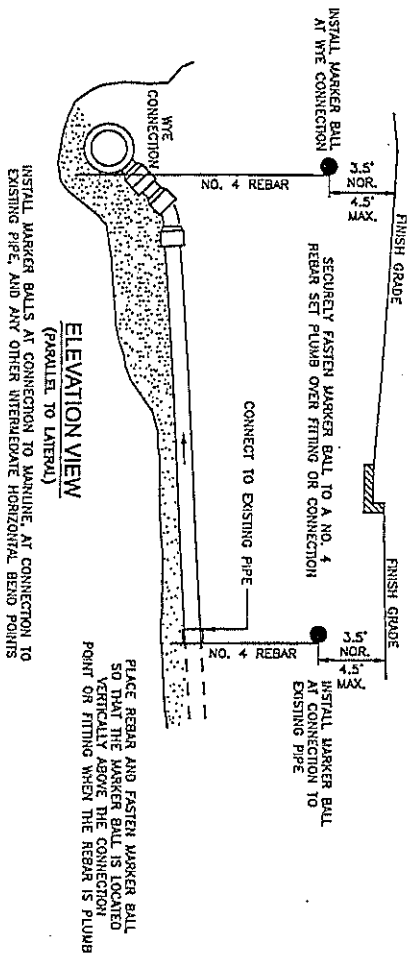 INSTALL MARKER BALL
AT WYE CONNECTION
3.5'
NOR.
4.5'
MAX.
FINISH GRADE
NO. 4 REBAR
WYE
CONNECTION
SECURELY FASTEN MARKER BALL TO A NO. 4
REBAR SET PLUMB OVER FITTING OR CONNECTION
CONNECT TO EXISTING PIPE
FINISH GRADE
3.5'
NOR.
4.5'
MAX.
NO. 4 REBAR
INSTALL MARKER BALL
AT CONNECTION TO
EXISTING PIPE
PLACE REBAR AND FASTEN MARKER BALL
SO THAT THE MARKER BALL IS LOCATED
VERTICALLY ABOVE THE CONNECTION
POINT OR FITTING WHEN THE REBAR IS PLUMB
ELEVATION VIEW
(PARALLEL TO LATERAL)
INSTALL MARKER BALLS AT CONNECTION TO MAINLINE, AT CONNECTION TO
EXISTING PIPE, AND ANY OTHER INTERMEDIATE HORIZONTAL BEND POINTS